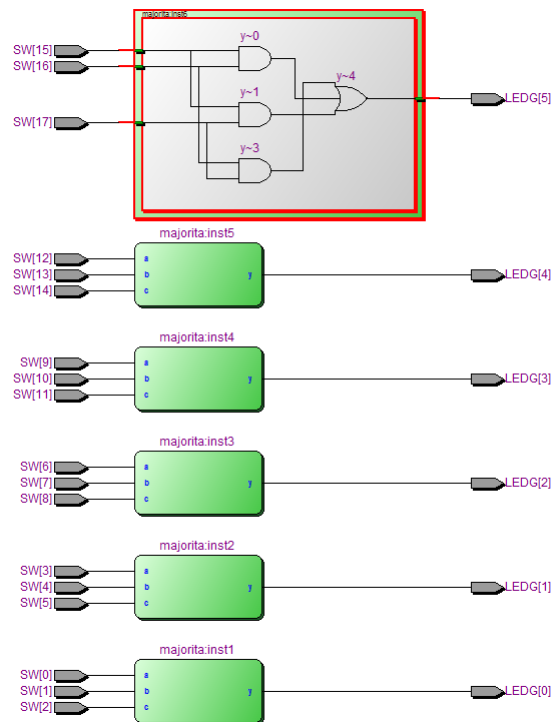 majorita:inst6
SW[15]
SW[16]
SW[17]
y~0
y~1
y~3
y~4
LEDG[5]
majorita:inst5
SW[12] a
SW[13] b y LEDG[4]
SW[14] c
majorita:inst4
SW[9] a
SW[10] b y LEDG[3]
SW[11] c
majorita:inst3
SW[6] a
SW[7] b y LEDG[2]
SW[8] c
majorita:inst2
SW[3] a
SW[4] b y LEDG[1]
SW[5] c
majorita:inst1
SW[0] a
SW[1] b y LEDG[0]
SW[2] c